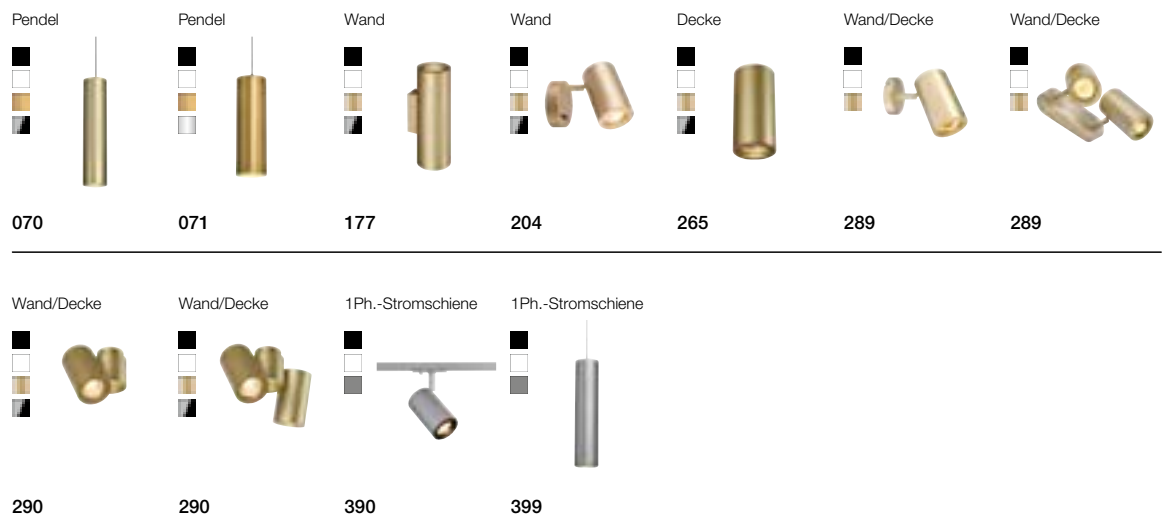 Pendel Pendel Wand Wand Decke Wand/Decke Wand/Decke
070 071 177 204 265 289 289
Wand/Decke Wand/Decke 1Ph.-Stromschiene 1Ph.-Stromschiene
290 290 390 399